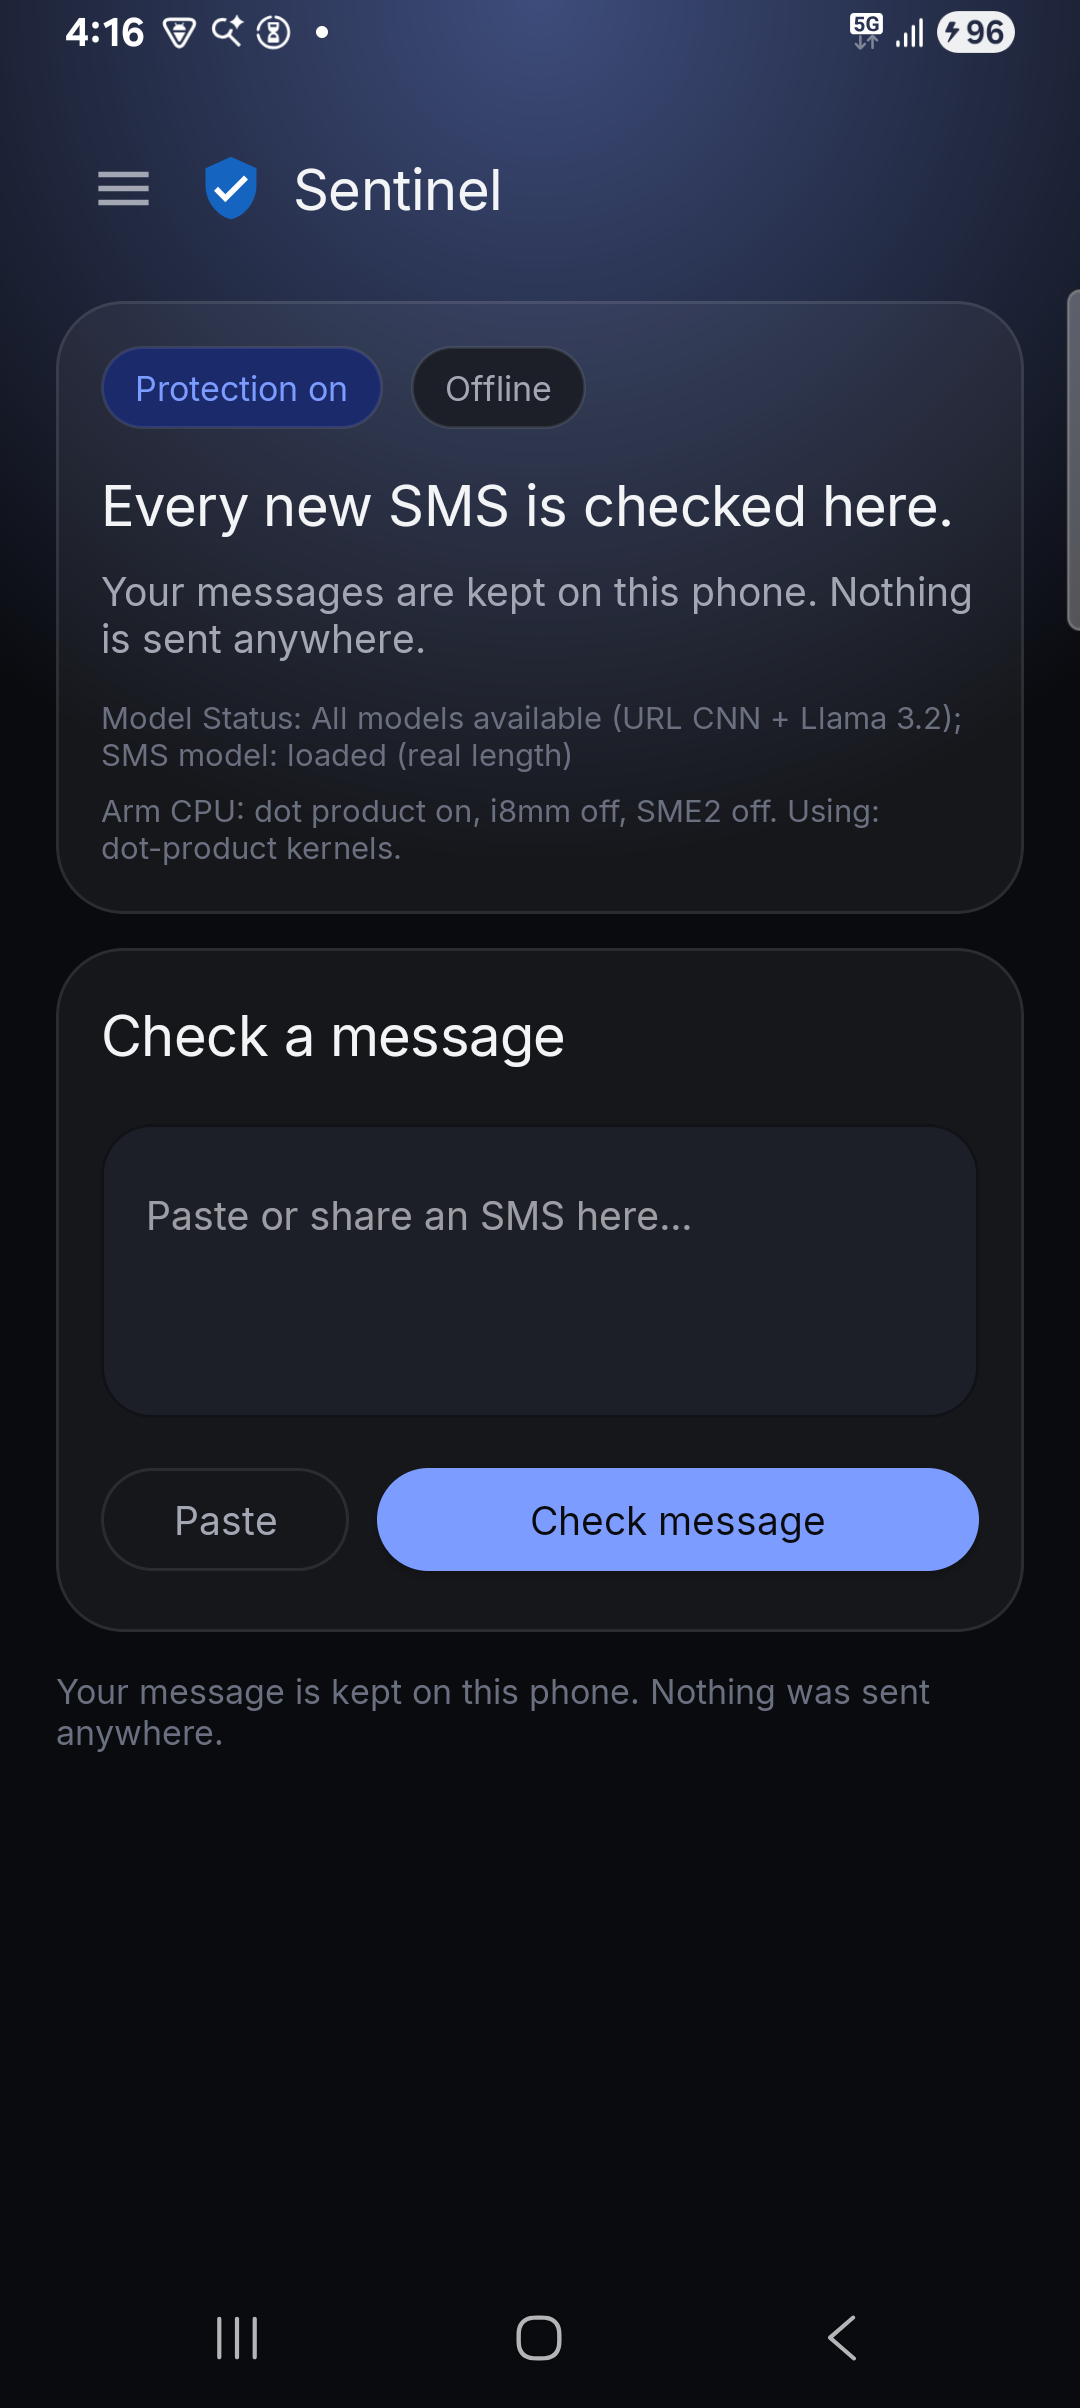 4:16
5G
96
Sentinel
Protection on
Offline
Every new SMS is checked here.
Your messages are kept on this phone. Nothing
is sent anywhere.
Model Status: All models available (URL CNN + Llama 3.2);
SMS model: loaded (real length)
Arm CPU: dot product on, i8mm off, SME2 off. Using:
dot-product kernels.
Check a message
Paste or share an SMS here...
Paste
Check message
Your message is kept on this phone. Nothing was sent
anywhere.